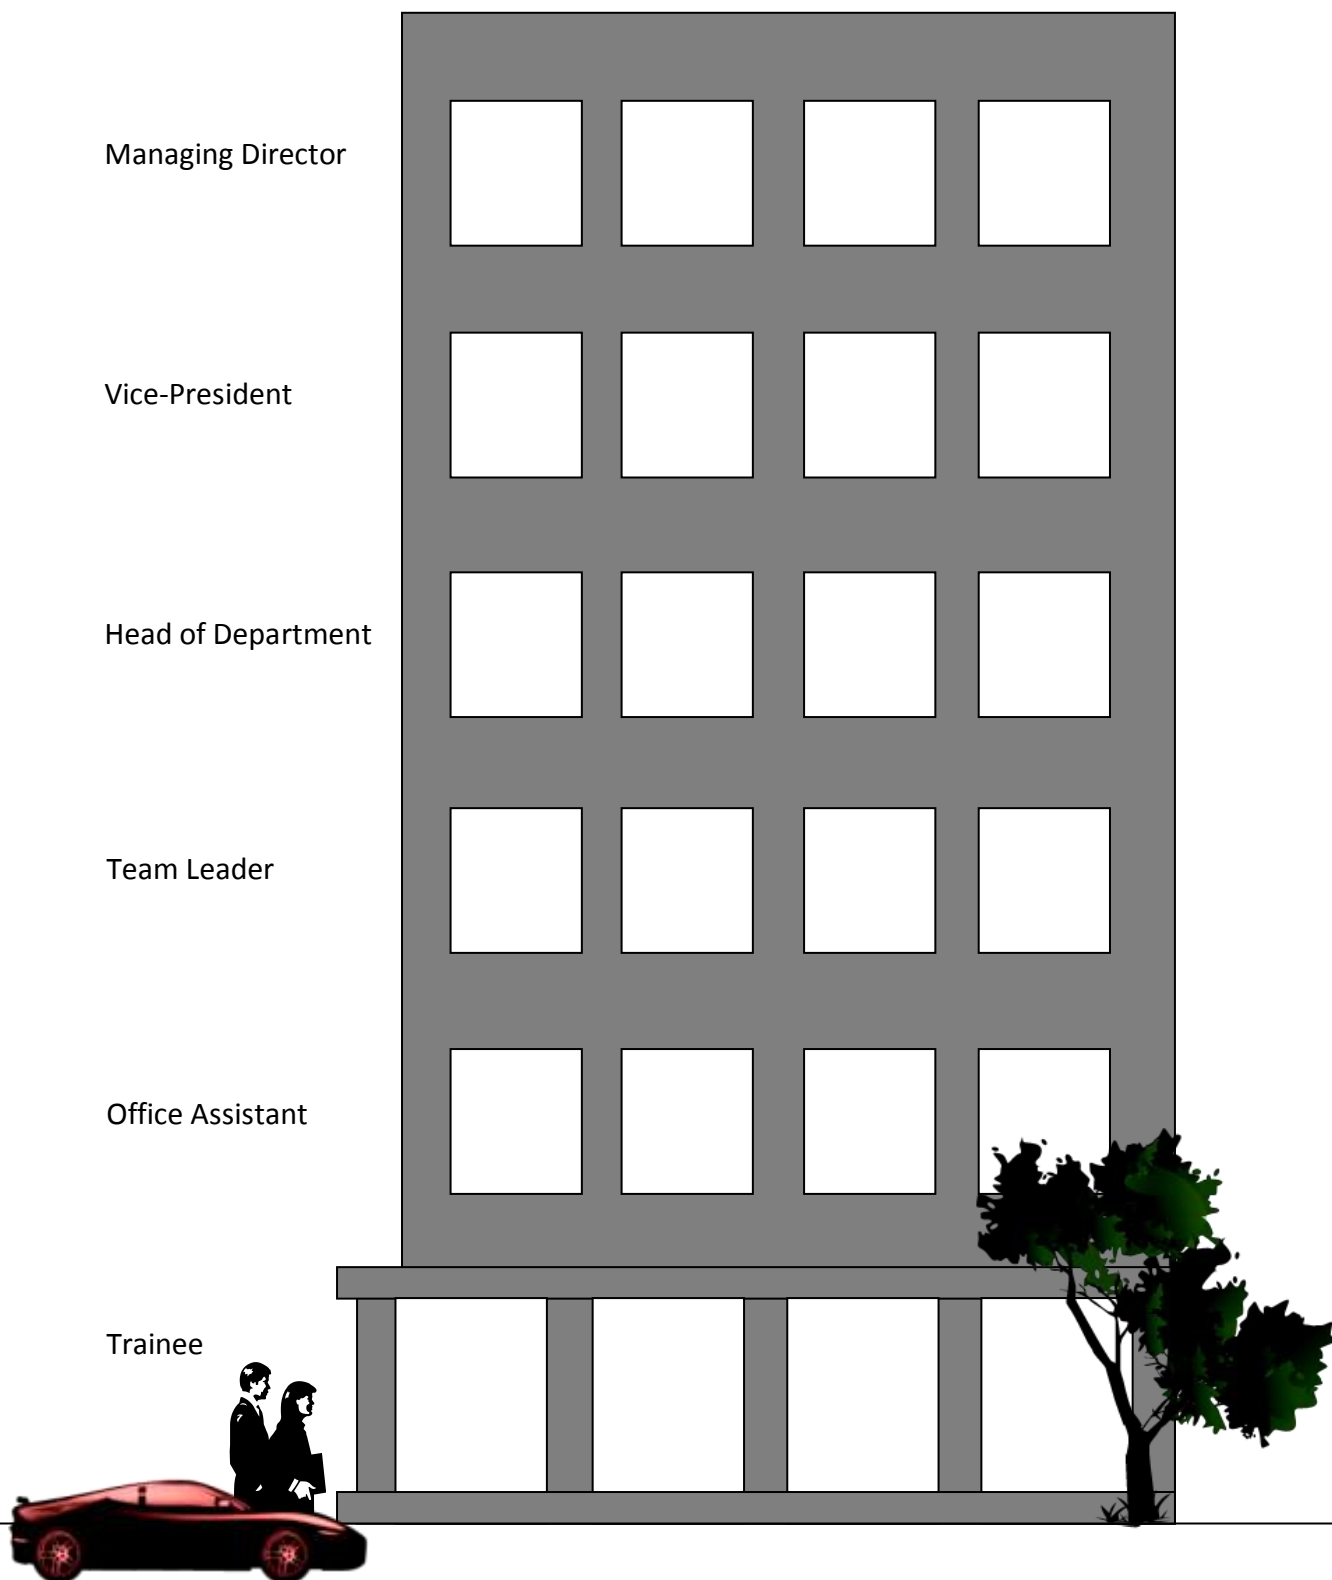 Managing Director
Vice-President
Head of Department
Team Leader
Office Assistant
Trainee